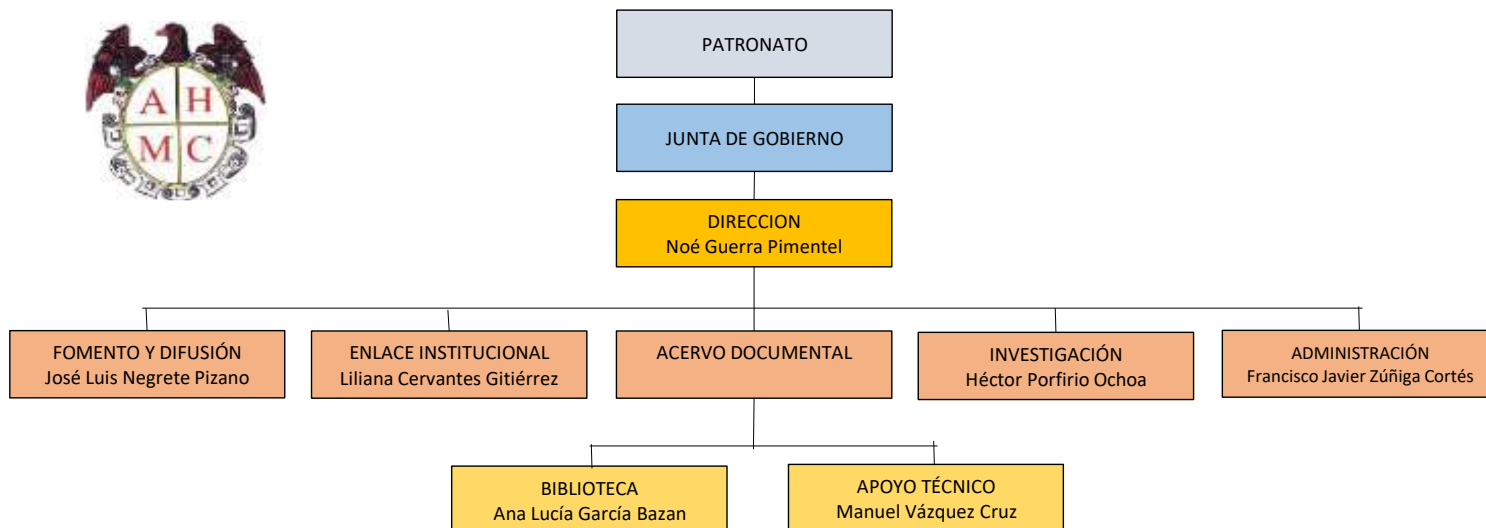 A H
M C
PATRONATO
JUNTA DE GOBIERNO
DIRECCION
Noé Guerra Pimentel
FOMENTO Y DIFUSIÓN
José Luis Negrete Pizano
ENLACE INSTITUCIONAL
Liliana Cervantes Gitiérrez
ACERVO DOCUMENTAL
INVESTIGACIÓN
Héctor Porfirio Ochoa
ADMINISTRACIÓN
Francisco Javier Zúñiga Cortés
BIBLIOTECA
Ana Lucía García Bazan
APOYO TÉCNICO
Manuel Vázquez Cruz